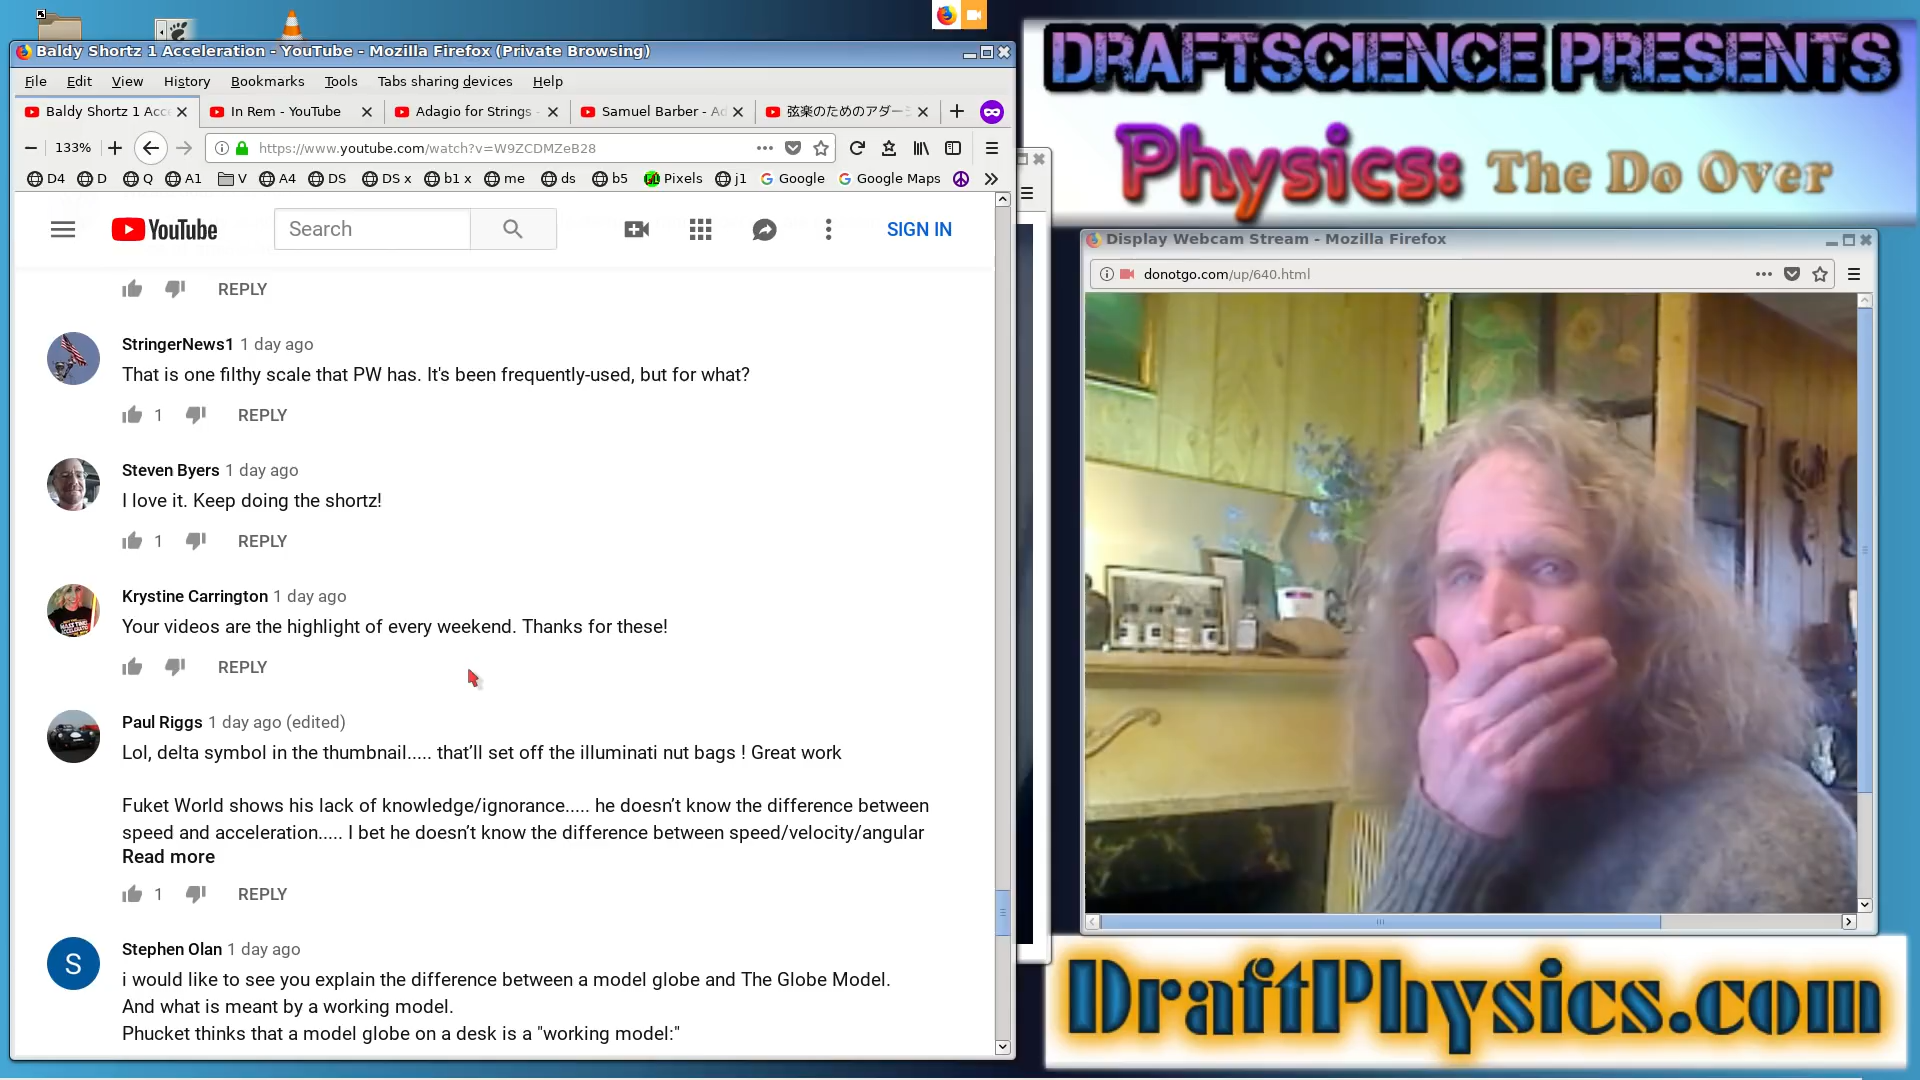 Baldy Shortz 1 Acceleration - YouTube - Mozilla Firefox (Private Browsing)
File Edit View History Bookmarks Tools Tabs sharing devices Help
Baldy Shortz 1 Acc
In Rem - YouTube
Adagio for Strings -
Samuel Barber - Ad
弦楽のためのアダー
133%
https://www.youtube.com/watch?v=W9ZCDMZeB28
D4 D Q A1 V A4 DS DS x b1 x me ds b5 Pixels j1 Google Google Maps
YouTube
Search
SIGN IN
REPLY
StringerNews1 1 day ago
That is one filthy scale that PW has. It's been frequently-used, but for what?
1 REPLY
Steven Byers 1 day ago
I love it. Keep doing the shortz!
1 REPLY
Krystine Carrington 1 day ago
Your videos are the highlight of every weekend. Thanks for these!
REPLY
Paul Riggs 1 day ago (edited)
Lol, delta symbol in the thumbnail..... that’ll set off the illuminati nut bags ! Great work
Fuket World shows his lack of knowledge/ignorance..... he doesn’t know the difference between
speed and acceleration..... I bet he doesn’t know the difference between speed/velocity/angular
Read more
1 REPLY
S
Stephen Olan 1 day ago
i would like to see you explain the difference between a model globe and The Globe Model.
And what is meant by a working model.
Phucket thinks that a model globe on a desk is a "working model:"
DRAFTSCIENCE PRESENTS
Physics: The Do Over
Display Webcam Stream - Mozilla Firefox
donotgo.com/up/640.html
DraftPhysics.com